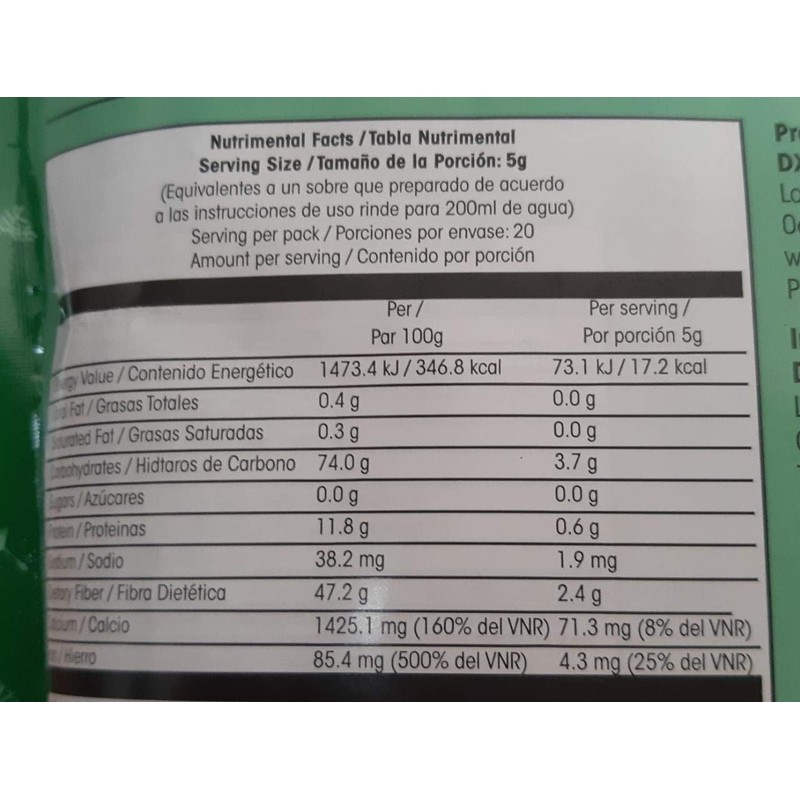 Nutrimental Facts / Tabla Nutrimental
Serving Size / Tamaño de la Porción: 5g
(Equivalentes a un sobre que preparado de acuerdo
a las instrucciones de uso rinde para 200ml de agua)
Serving per pack / Porciones por envase: 20
Amount per serving / Contenido por porción
Per / Per serving /
Par 100g Por porción 5g
Value / Contenido Energético 1473.4 kJ / 346.8 kcal 73.1 kJ / 17.2 kcal
Fat / Grasas Totales 0.4 g 0.0 g
Fat / Grasas Saturadas 0.3 g 0.0 g
Carbohydrates / Hidtaros de Carbono 74.0 g 3.7 g
Sugars / Azúcares 0.0 g 0.0 g
Protein / Proteinas 11.8 g 0.6 g
Sodium / Sodio 38.2 mg 1.9 mg
Fiber / Fibra Dietética 47.2 g 2.4 g
/ Calcio 1425.1 mg (160% del VNR) 71.3 mg (8% del VNR)
/ Hierro 85.4 mg (500% del VNR) 4.3 mg (25% del VNR)